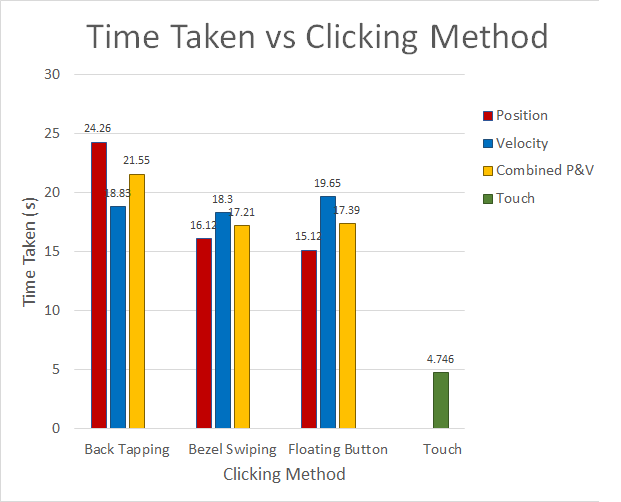 Time Taken vs Clicking Method
30
25
20
15
10
5
0
Time Taken (s)
24.26
18.83
21.55
16.12
18.3
17.21
15.12
19.65
17.39
4.746
Back Tapping
Bezel Swiping
Floating Button
Touch
Clicking Method
Position
Velocity
Combined P&V
Touch